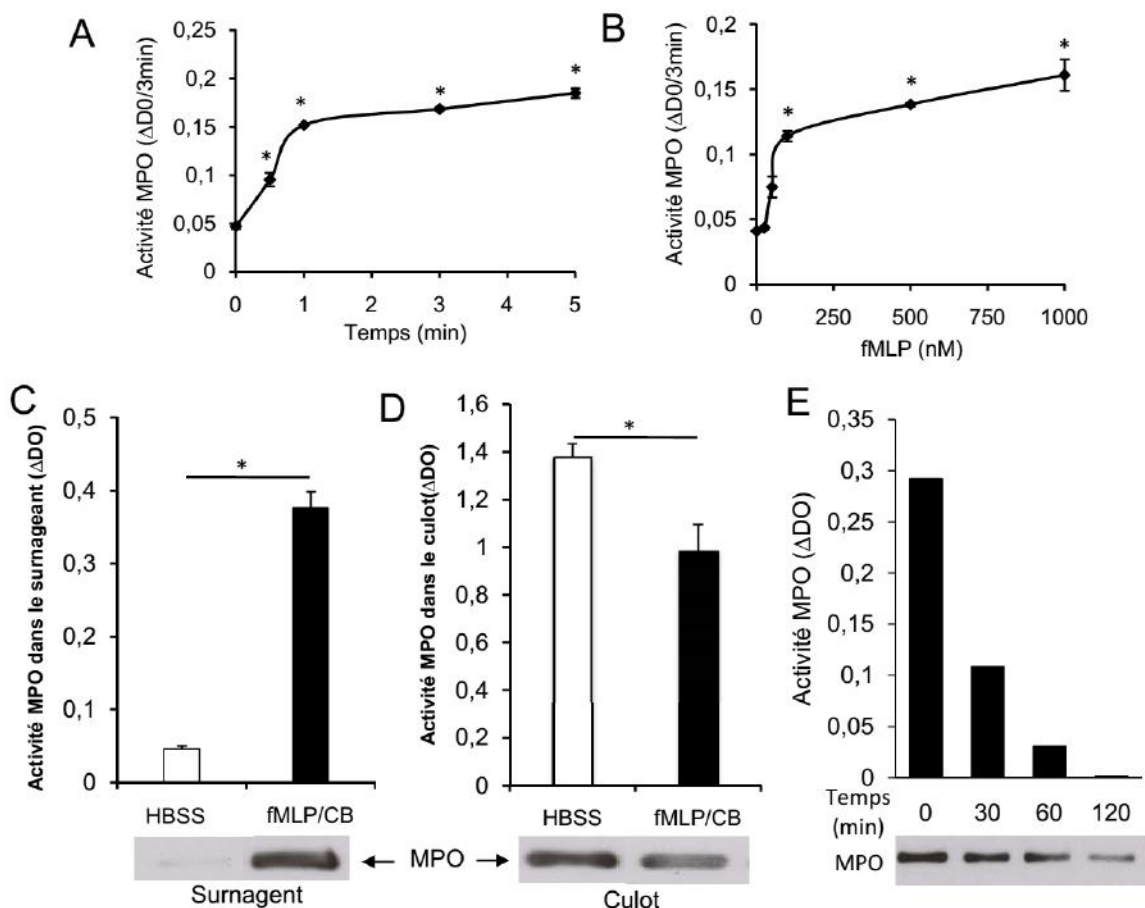 A
Activité MPO (ΔD0/3min)
0,25
0,2
0,15
0,1
0,05
0
*
*
*
*
0
1
2
3
4
5
Temps (min)
B
Activité MPO (ΔD0/3min)
0,2
0,15
0,1
0,05
0
*
*
*
0
250
500
750
1000
fMLP (nM)
C
Activité MPO dans le surnageant (ΔDO)
0,5
0,4
0,3
0,2
0,1
0
*
HBSS
fMLP/CB
Surnagent
MPO
D
Activité MPO dans le culot(ΔDO)
1,6
1,4
1,2
1
0,8
0,6
0,4
0,2
0
*
HBSS
fMLP/CB
Culot
E
Activité MPO (ΔDO)
0,35
0,3
0,25
0,2
0,15
0,1
0,05
0
Temps
(min)
0
30
60
120
MPO